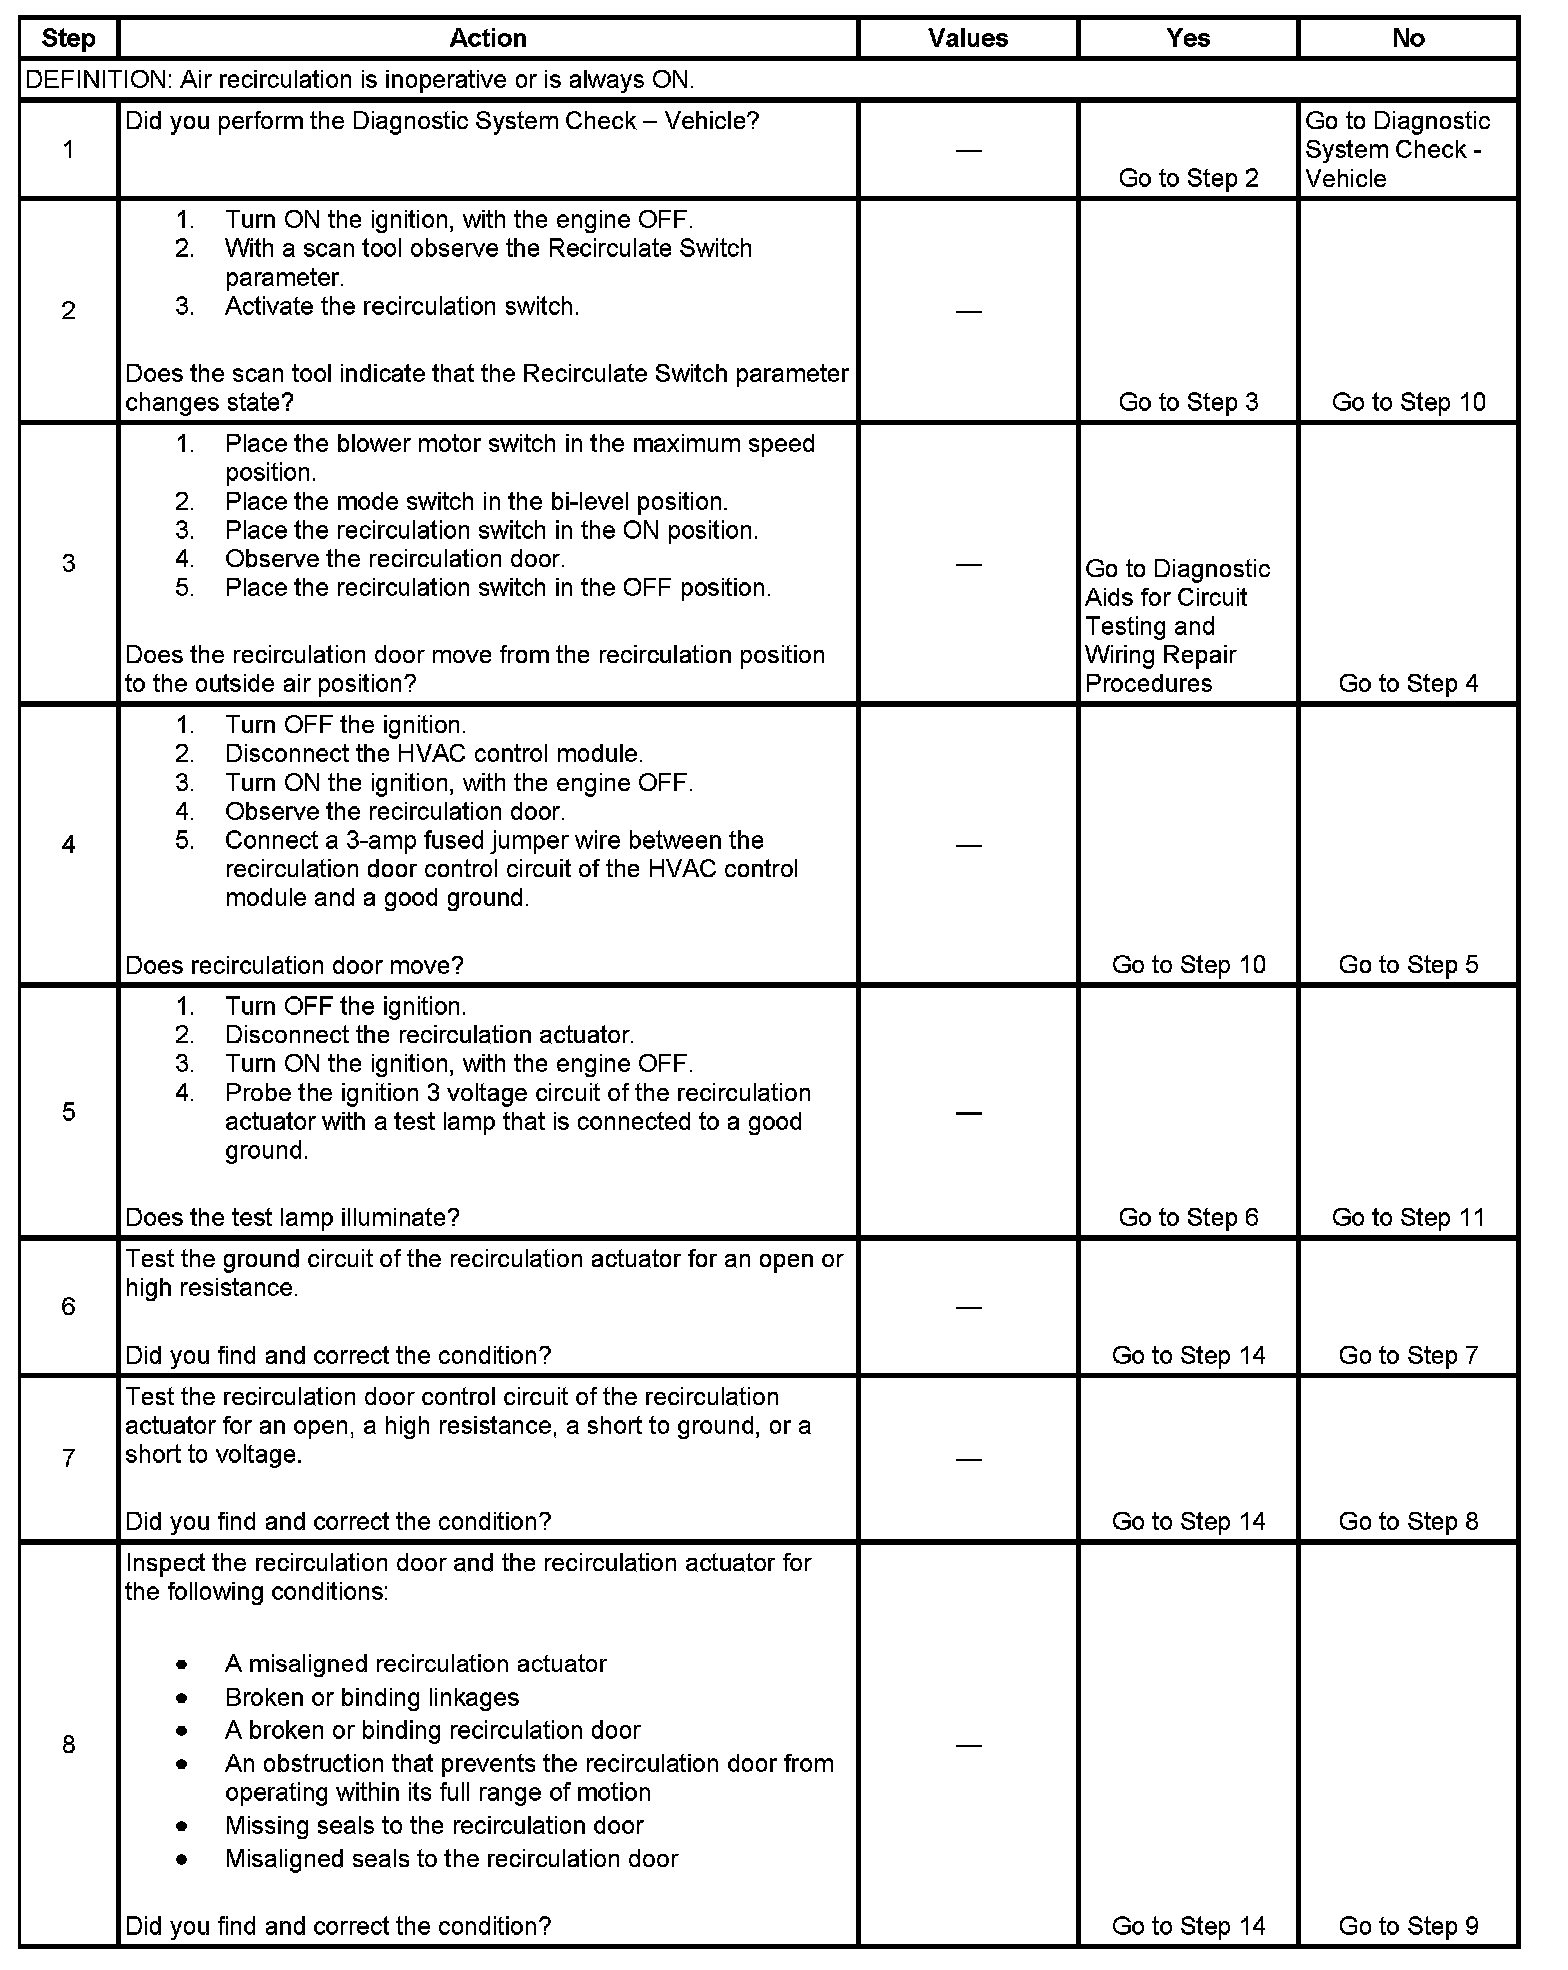 Step Action Values Yes No
DEFINITION: Air recirculation is inoperative or is always ON.
1
Did you perform the Diagnostic System Check – Vehicle?
—
Go to Step 2
Go to Diagnostic
System Check -
Vehicle
2
1. Turn ON the ignition, with the engine OFF.
2. With a scan tool observe the Recirculate Switch
parameter.
3. Activate the recirculation switch.
Does the scan tool indicate that the Recirculate Switch parameter
changes state?
—
Go to Step 3
Go to Step 10
3
1. Place the blower motor switch in the maximum speed
position.
2. Place the mode switch in the bi-level position.
3. Place the recirculation switch in the ON position.
4. Observe the recirculation door.
5. Place the recirculation switch in the OFF position.
Does the recirculation door move from the recirculation position
to the outside air position?
—
Go to Diagnostic
Aids for Circuit
Testing and
Wiring Repair
Procedures
Go to Step 4
4
1. Turn OFF the ignition.
2. Disconnect the HVAC control module.
3. Turn ON the ignition, with the engine OFF.
4. Observe the recirculation door.
5. Connect a 3-amp fused jumper wire between the
recirculation door control circuit of the HVAC control
module and a good ground.
Does recirculation door move?
—
Go to Step 10
Go to Step 5
5
1. Turn OFF the ignition.
2. Disconnect the recirculation actuator.
3. Turn ON the ignition, with the engine OFF.
4. Probe the ignition 3 voltage circuit of the recirculation
actuator with a test lamp that is connected to a good
ground.
Does the test lamp illuminate?
—
Go to Step 6
Go to Step 11
6
Test the ground circuit of the recirculation actuator for an open or
high resistance.
Did you find and correct the condition?
—
Go to Step 14
Go to Step 7
7
Test the recirculation door control circuit of the recirculation
actuator for an open, a high resistance, a short to ground, or a
short to voltage.
Did you find and correct the condition?
—
Go to Step 14
Go to Step 8
8
Inspect the recirculation door and the recirculation actuator for
the following conditions:
• A misaligned recirculation actuator
• Broken or binding linkages
• A broken or binding recirculation door
• An obstruction that prevents the recirculation door from
operating within its full range of motion
• Missing seals to the recirculation door
• Misaligned seals to the recirculation door
Did you find and correct the condition?
—
Go to Step 14
Go to Step 9